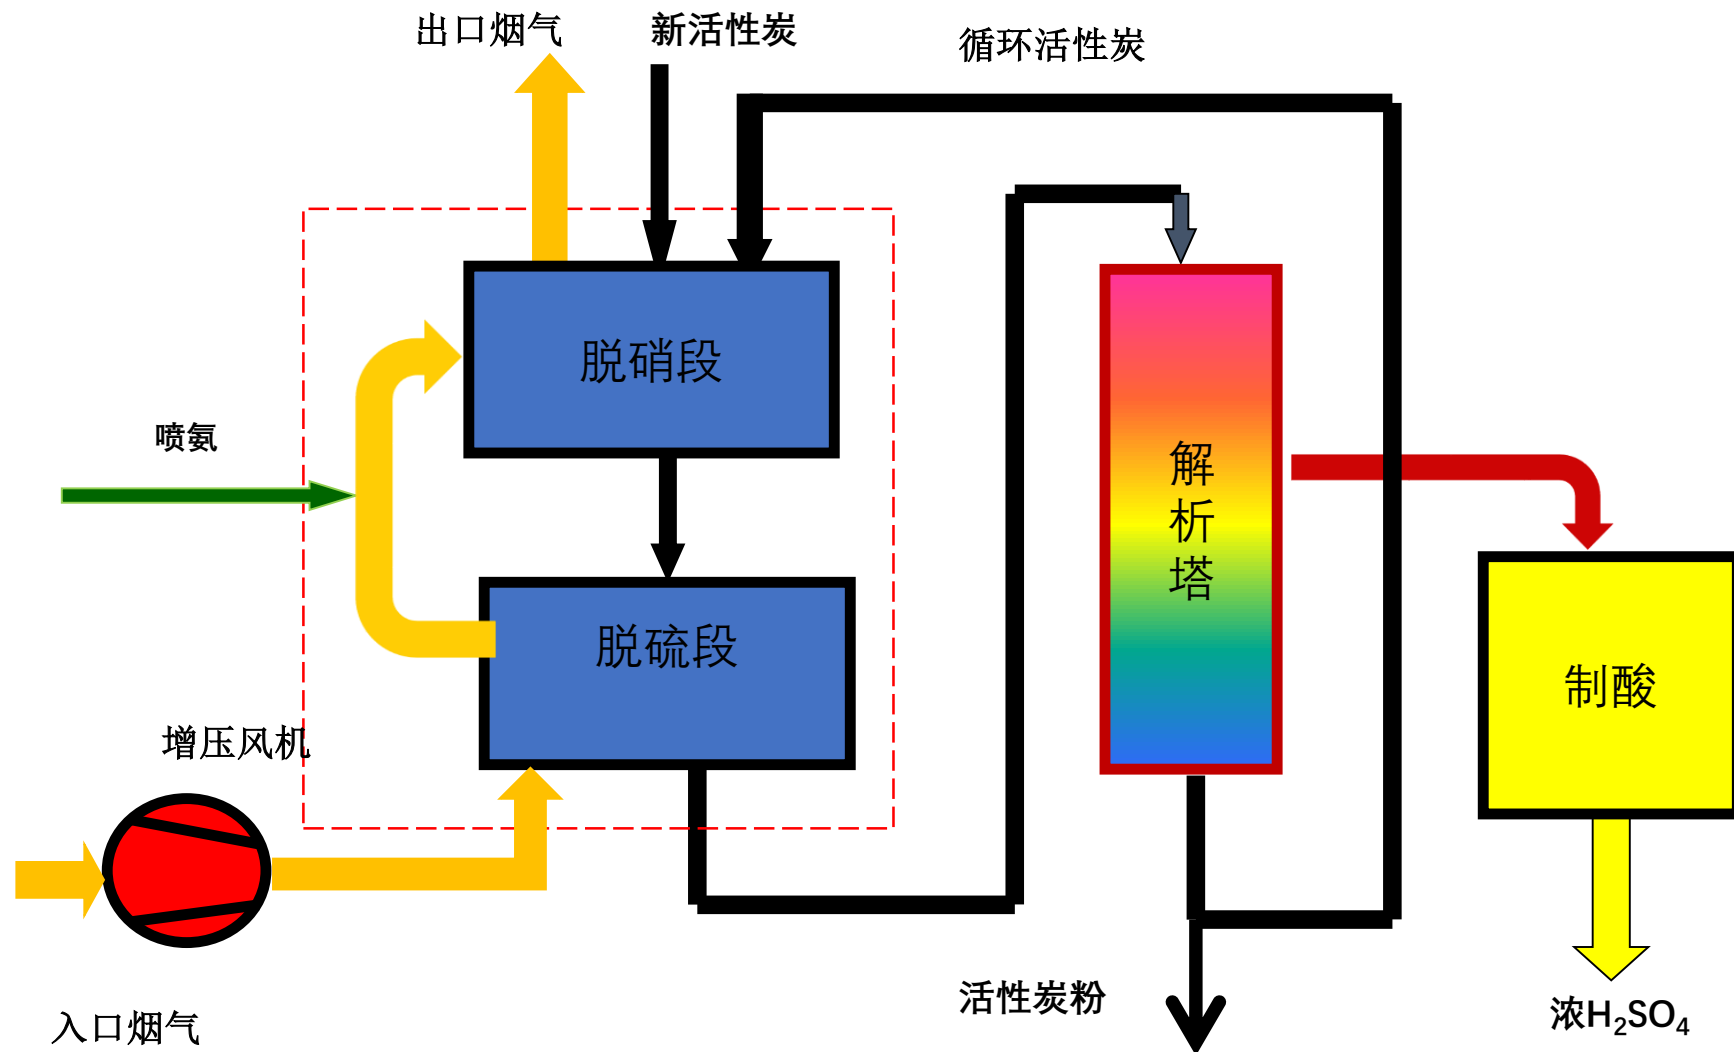 出口烟气
新活性炭
循环活性炭
脱硝段
喷氨
解
析
塔
脱硫段
制酸
增压风机
活性炭粉
浓H₂SO₄
入口烟气